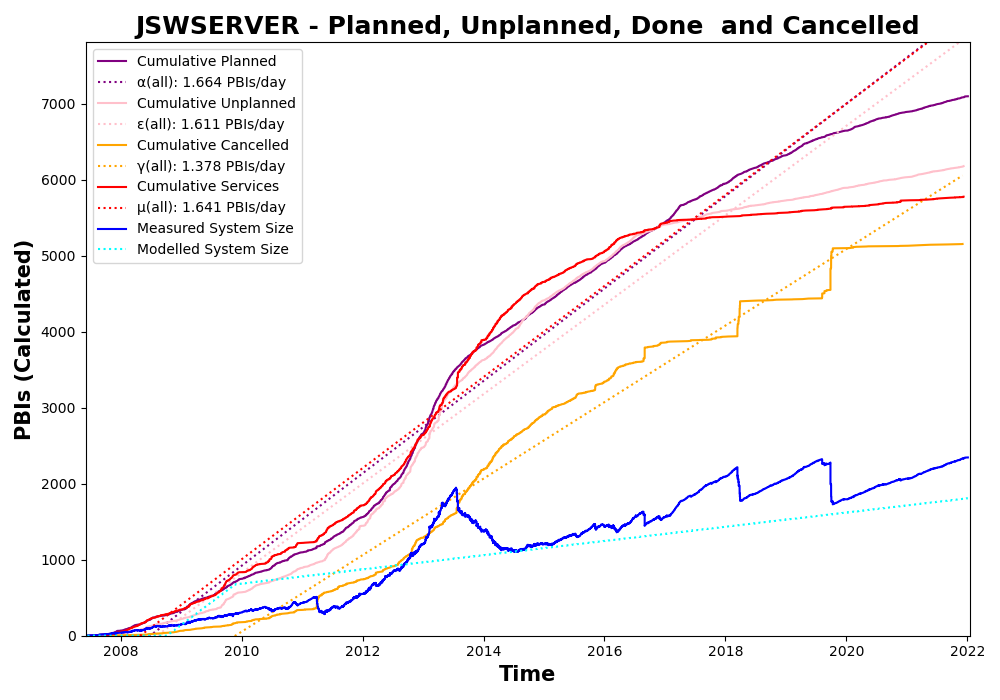 JSWSERVER - Planned, Unplanned, Done  and Cancelled
Cumulative Planned
α(all): 1.664 PBIs/day
Cumulative Unplanned
ε(all): 1.611 PBIs/day
Cumulative Cancelled
γ(all): 1.378 PBIs/day
Cumulative Services
μ(all): 1.641 PBIs/day
Measured System Size
Modelled System Size
PBIs (Calculated)
7000
6000
5000
4000
3000
2000
1000
0
2008 2010 2012 2014 2016 2018 2020 2022
Time